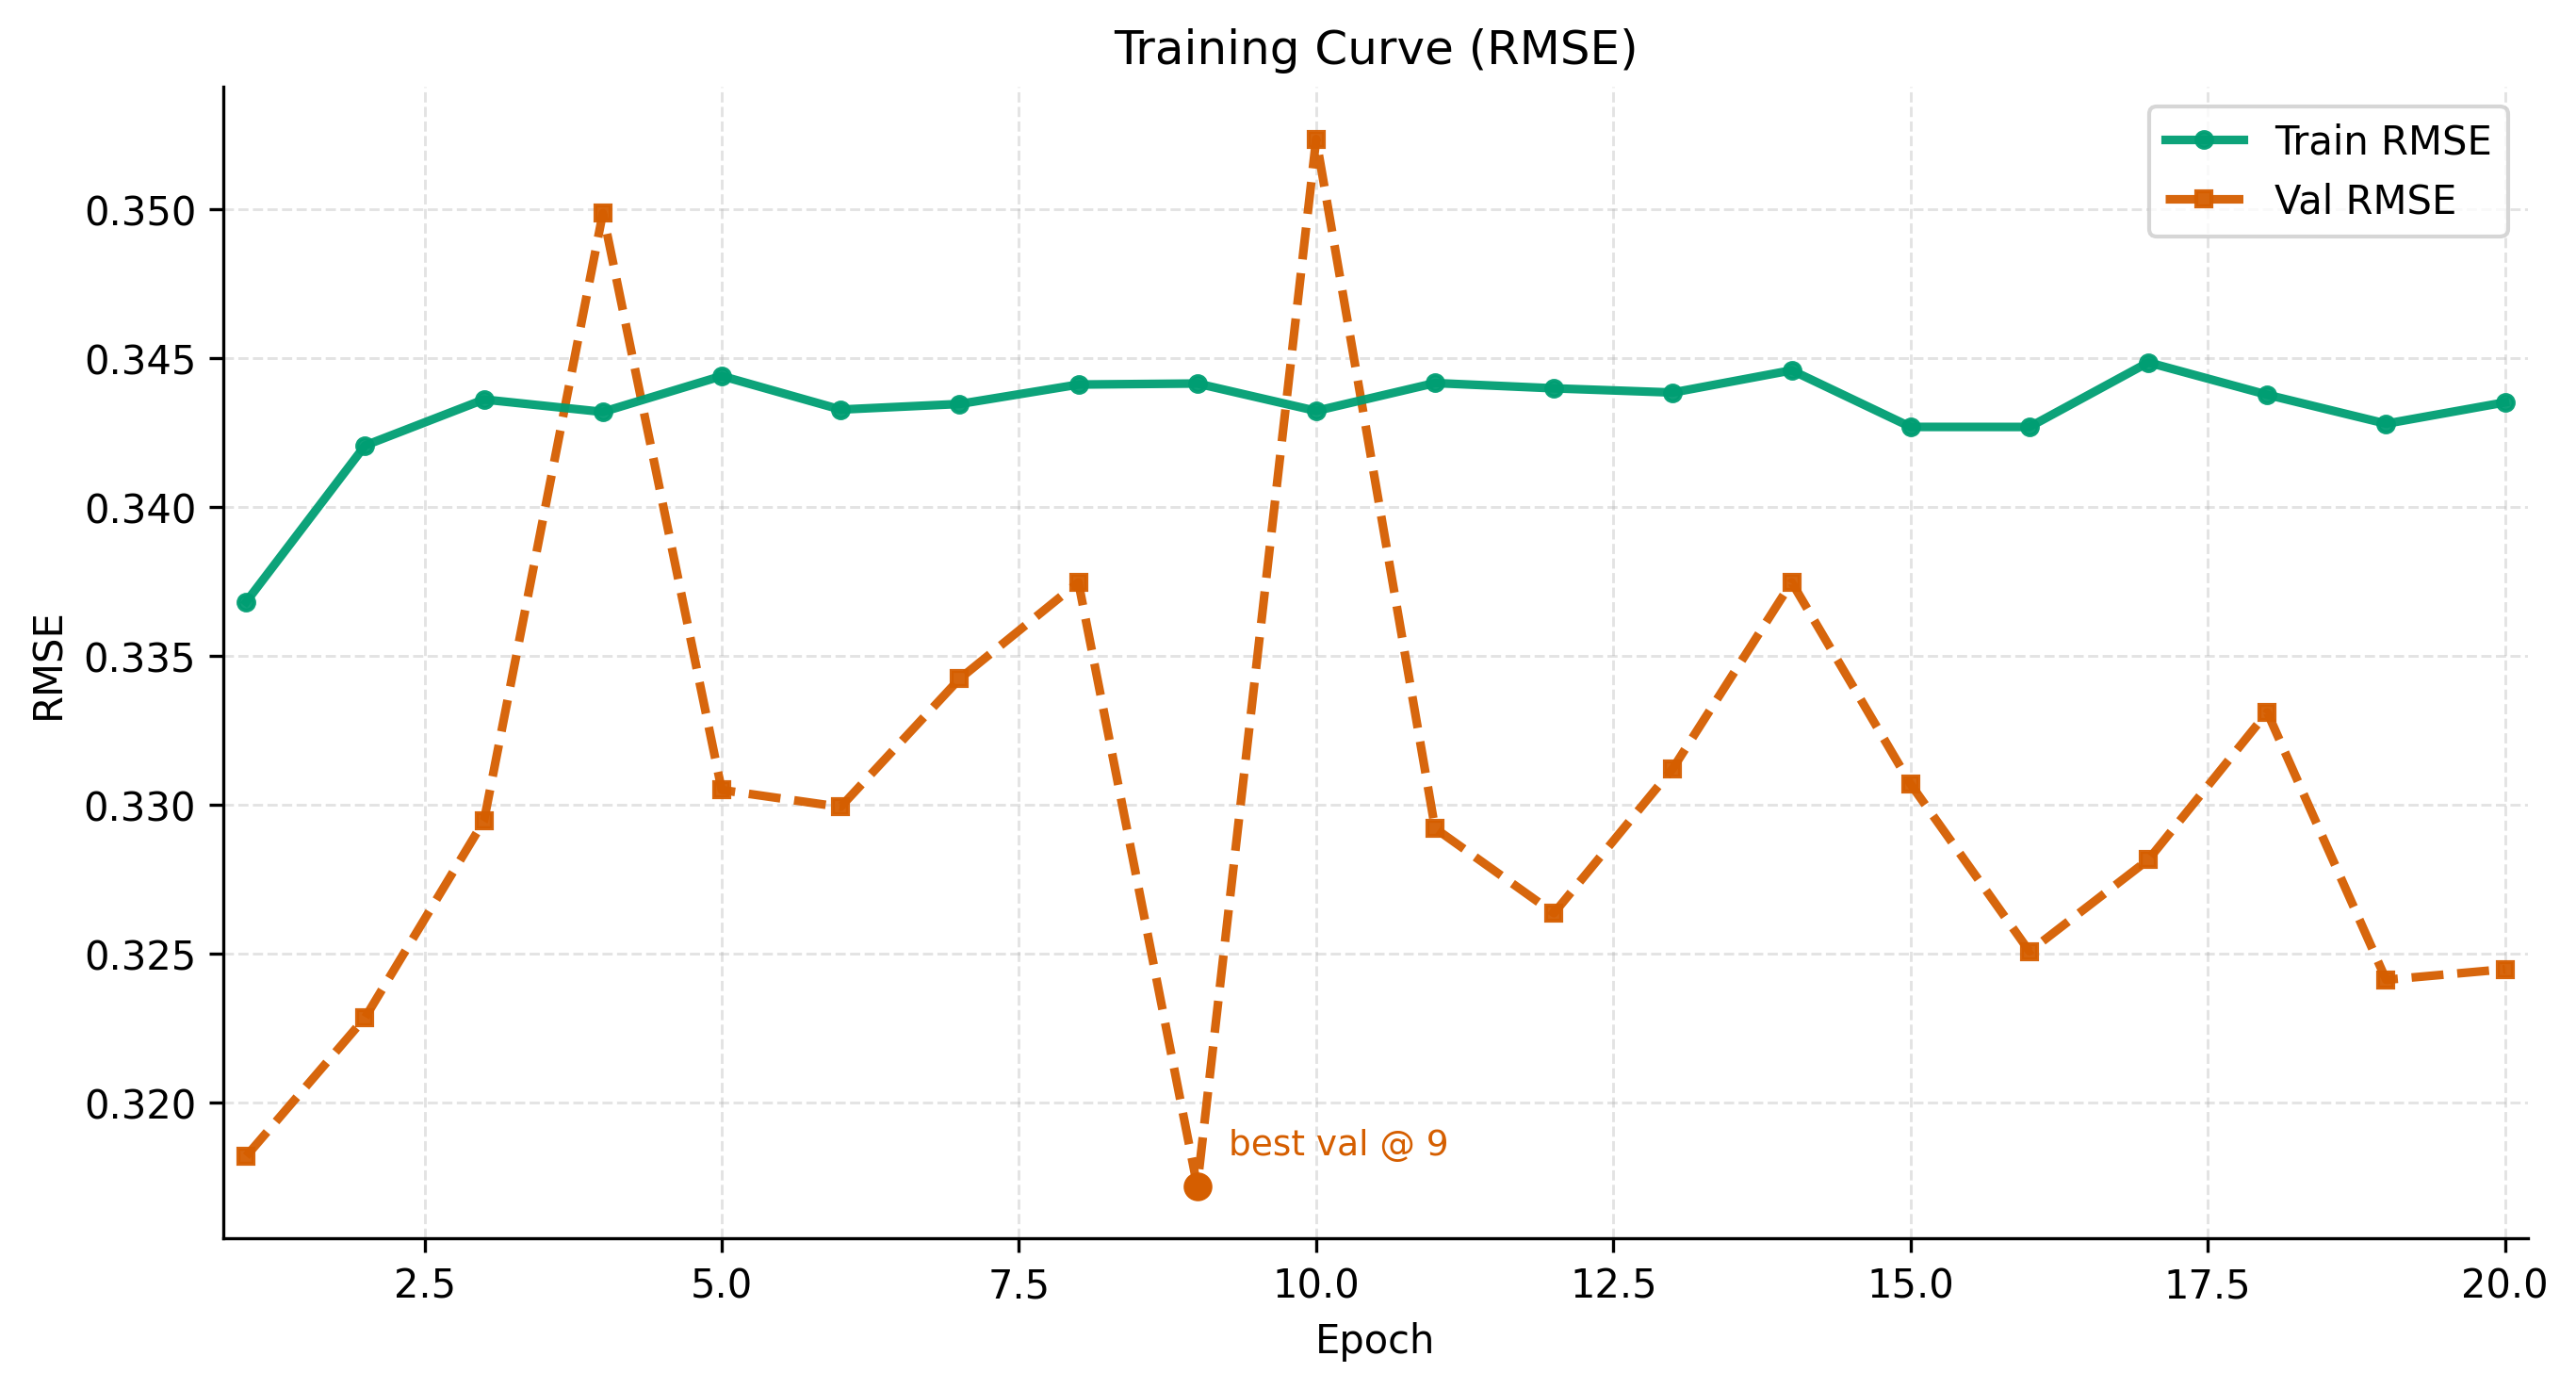 Training Curve (RMSE)
Train RMSE
Val RMSE
0.350
0.345
0.340
0.335
0.330
0.325
0.320
RMSE
best val @ 9
2.5 5.0 7.5 10.0 12.5 15.0 17.5 20.0
Epoch